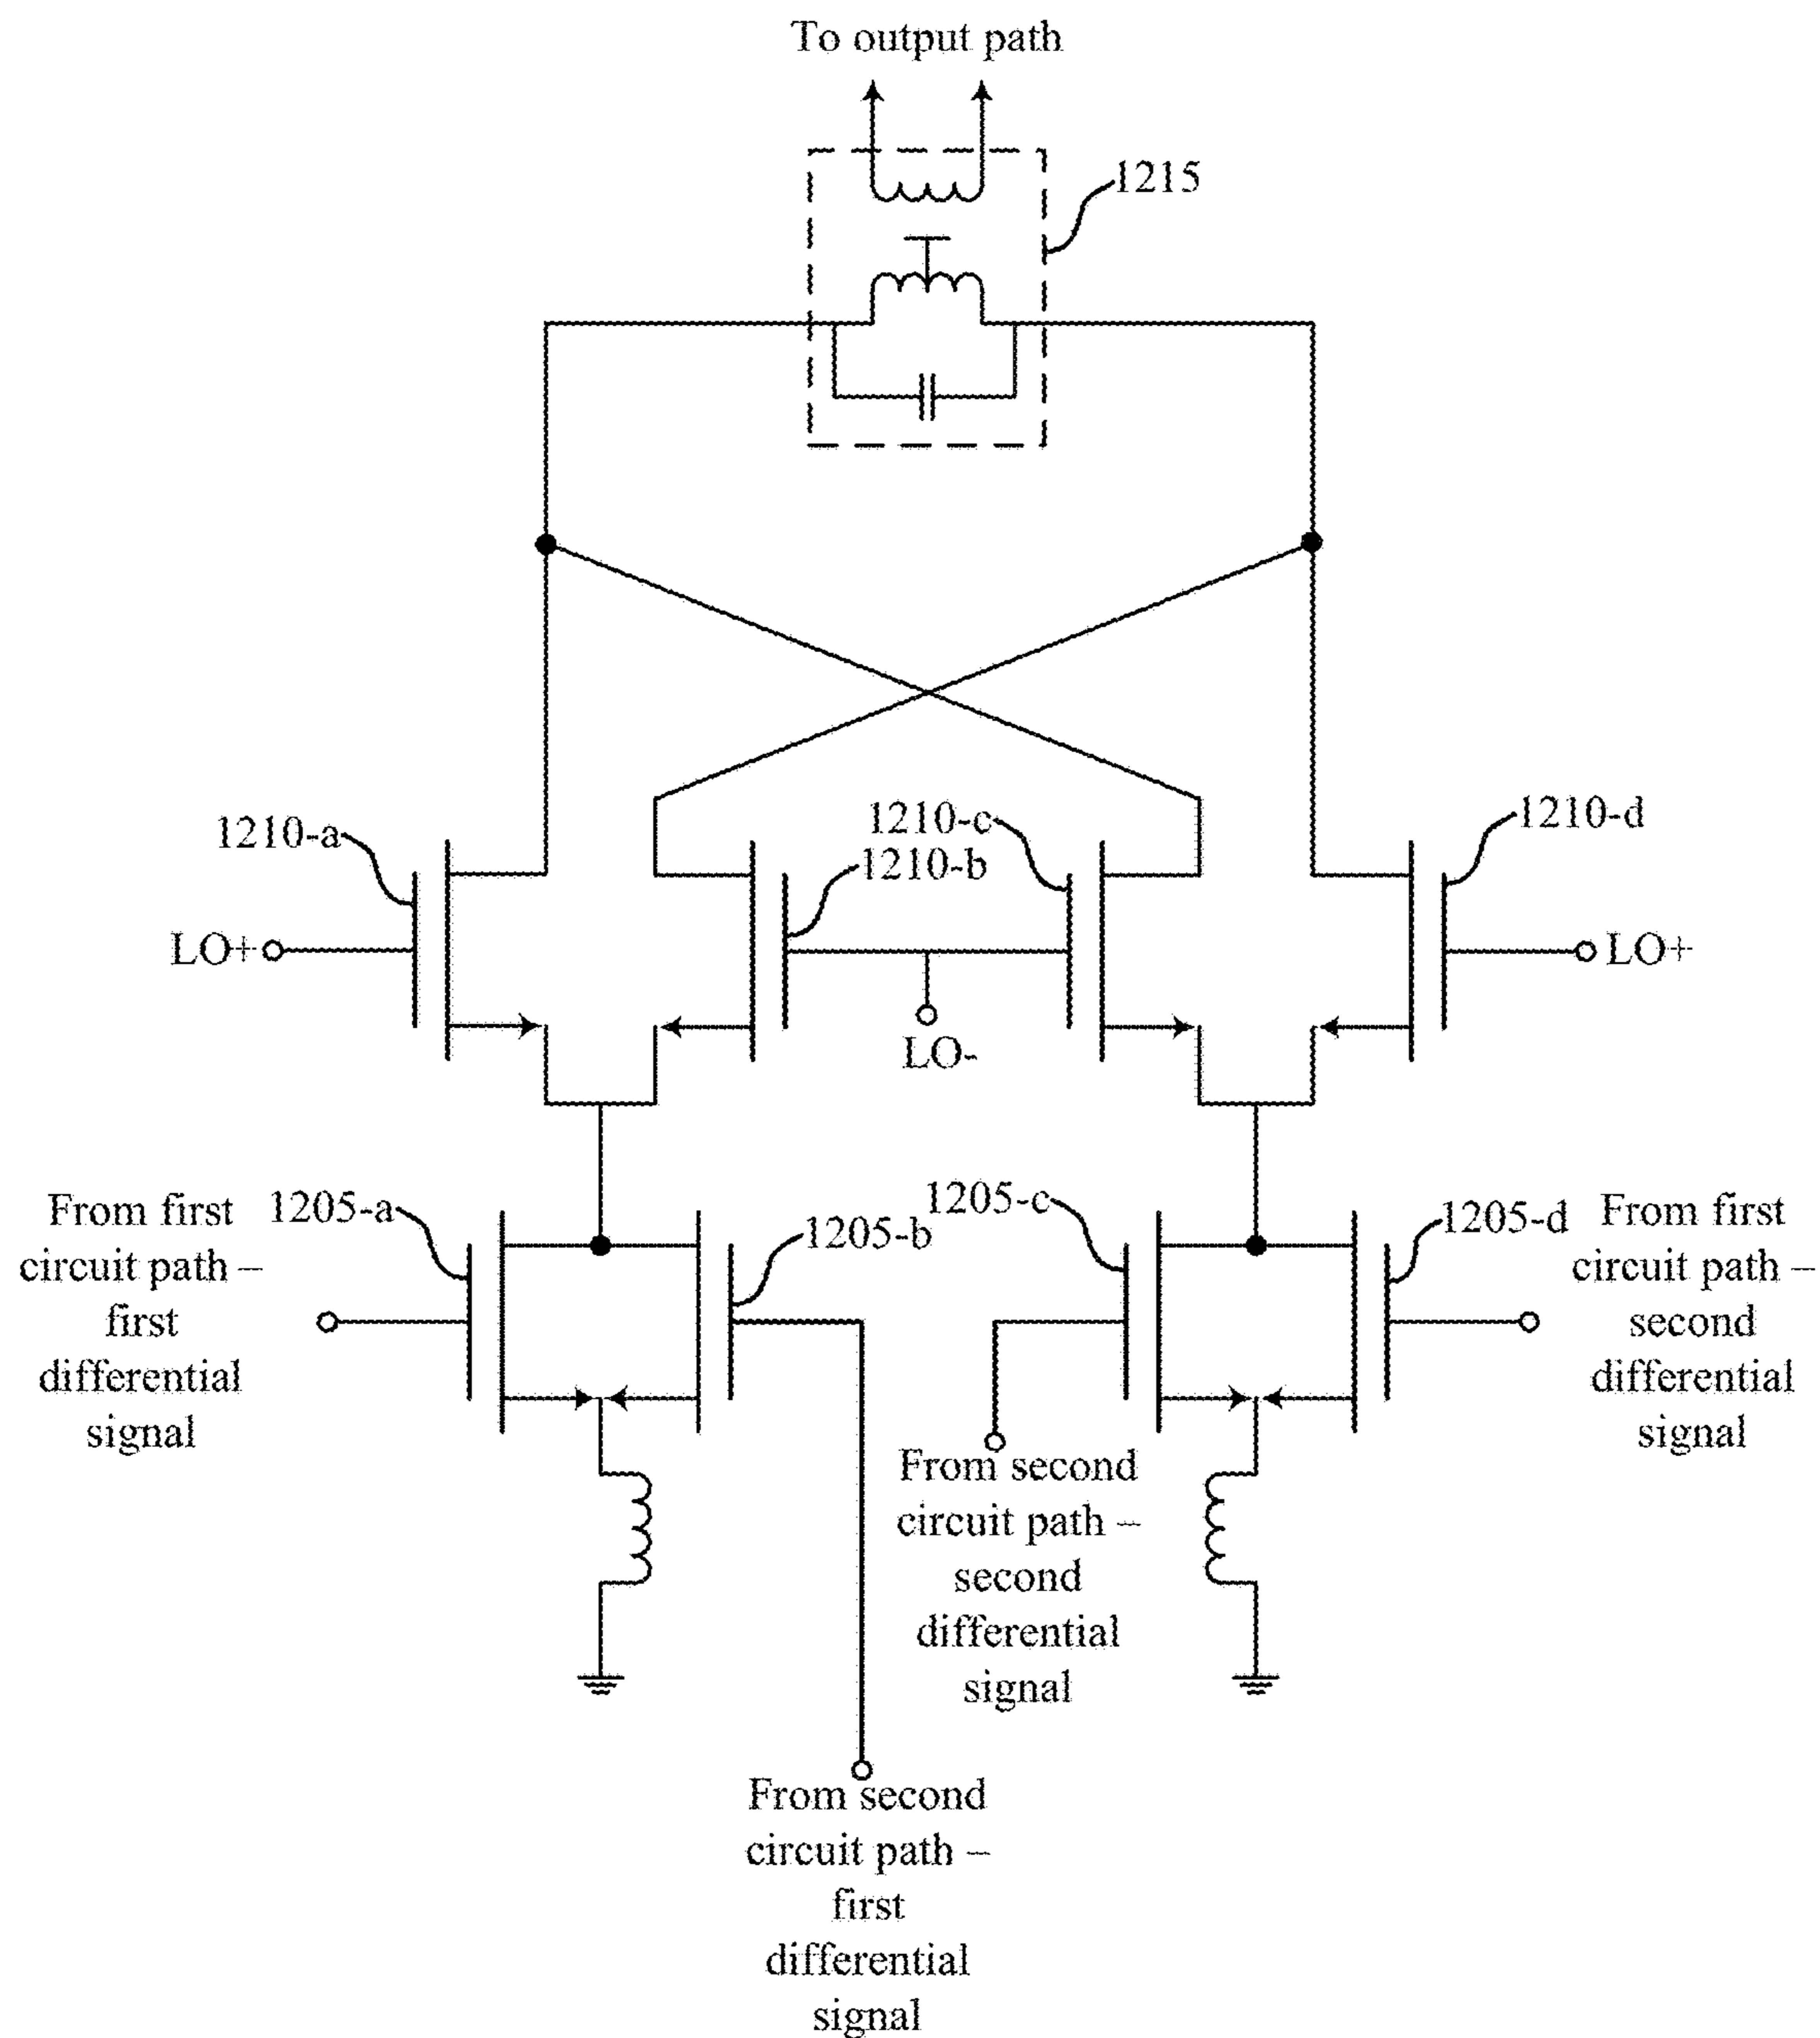 To output path
1215
1210-a
1210-c
1210-b
1210-d
LO+
LO-
LO+
From first
circuit path –
first
differential
signal
1205-a
1205-b
1205-c
1205-d
From first
circuit path –
second
differential
signal
From second
circuit path –
second
differential
signal
From second
circuit path –
first
differential
signal